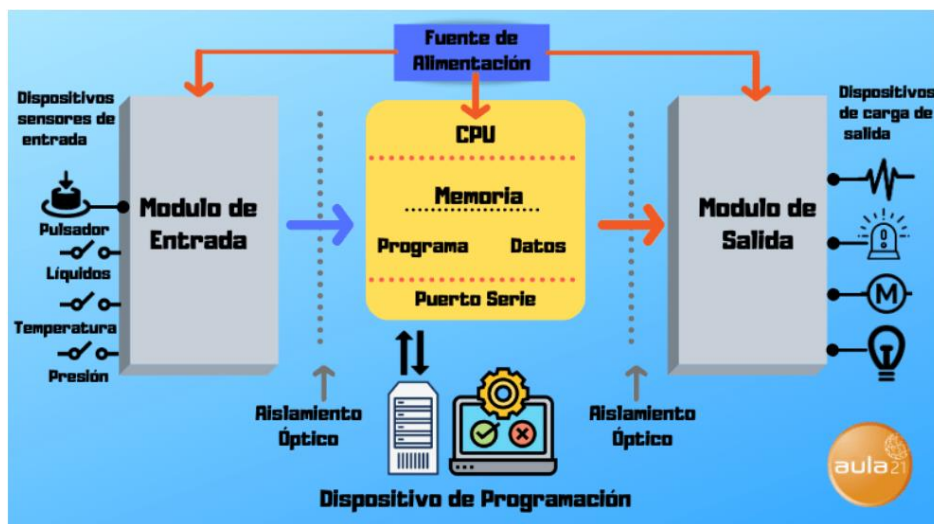 Fuente de
Alimentación
Dispositivos
sensores de
entrada
Pulsador
Líquidos
Temperatura
Presión
Modulo de
Entrada
CPU
Memoria
Programa Datos
Puerto Serie
Modulo de
Salida
Dispositivos
de carga de
salida
M
Aislamiento
Óptico
Aislamiento
Óptico
Dispositivo de Programación
aula21